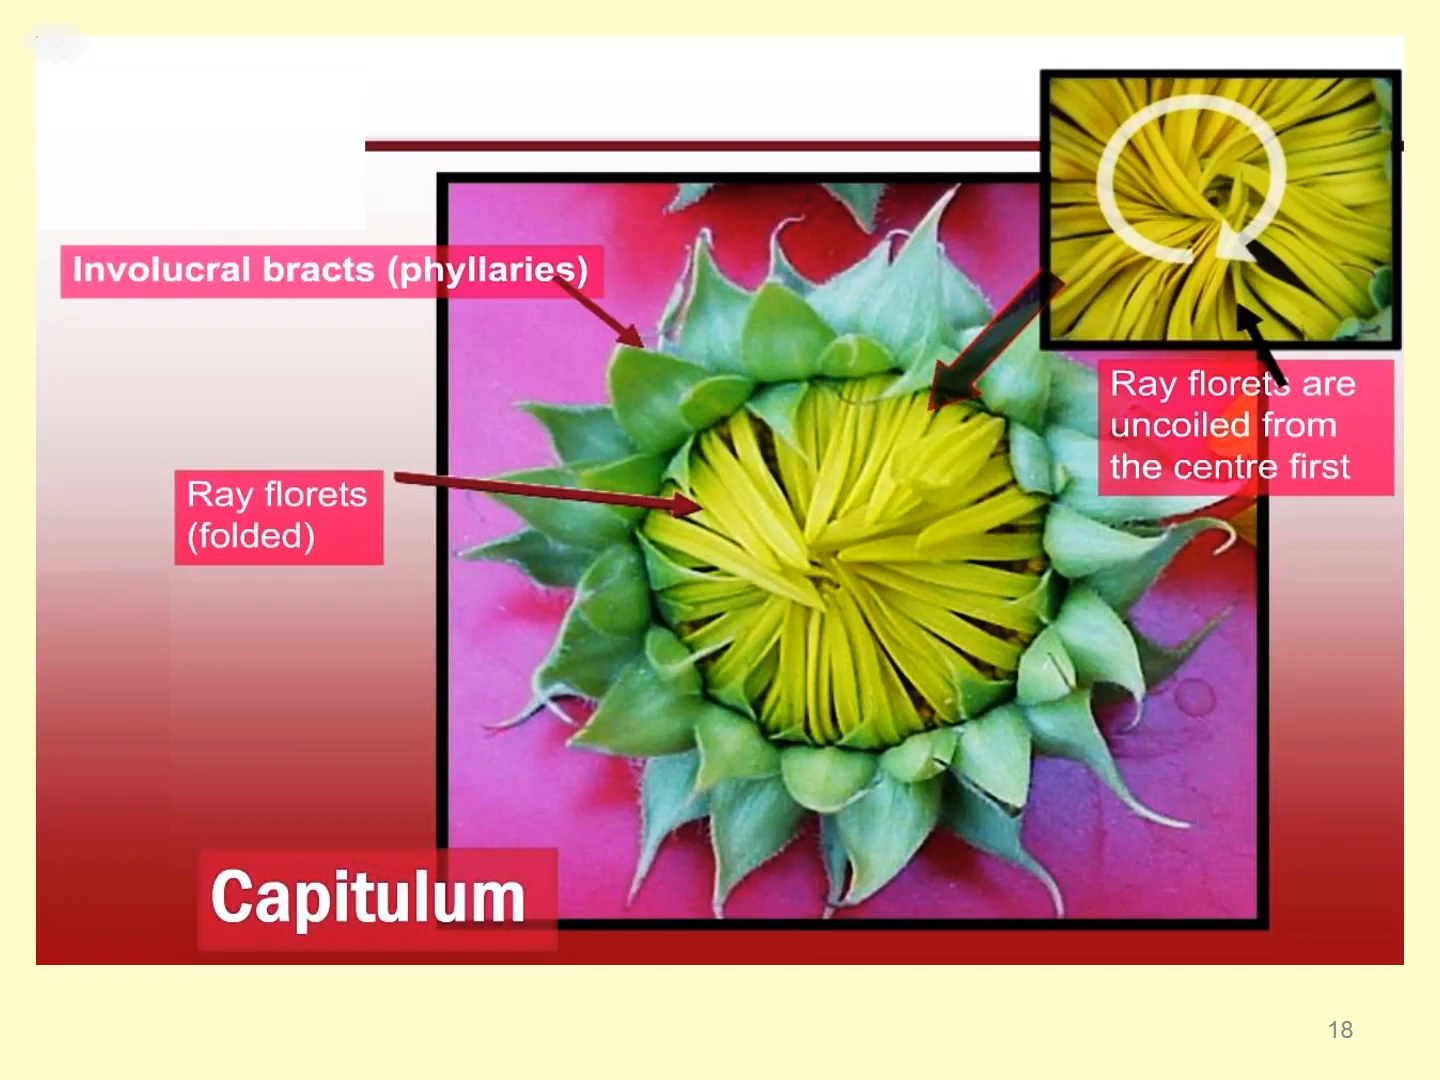 Involucral bracts (phyllaries)
Ray florets are
uncoiled from
the centre first
Ray florets
(folded)
Capitulum
18